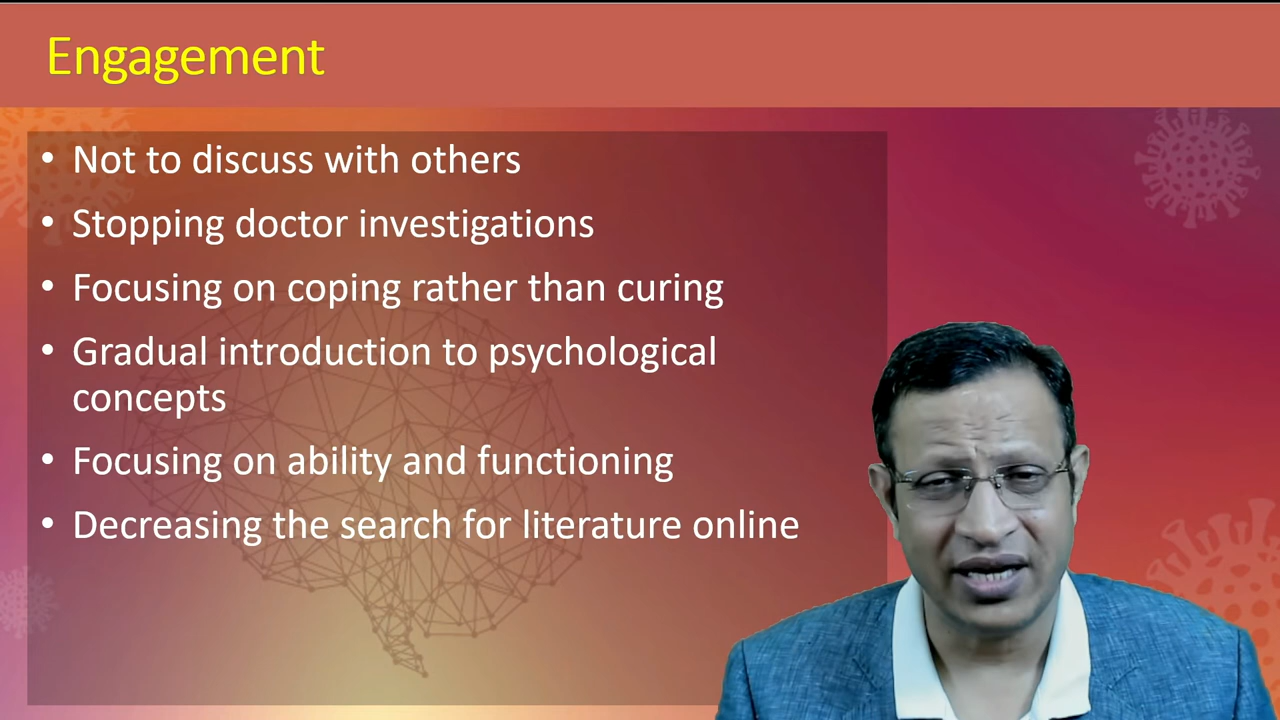 Engagement
• Not to discuss with others
• Stopping doctor investigations
• Focusing on coping rather than curing
• Gradual introduction to psychological
concepts
• Focusing on ability and functioning
• Decreasing the search for literature online